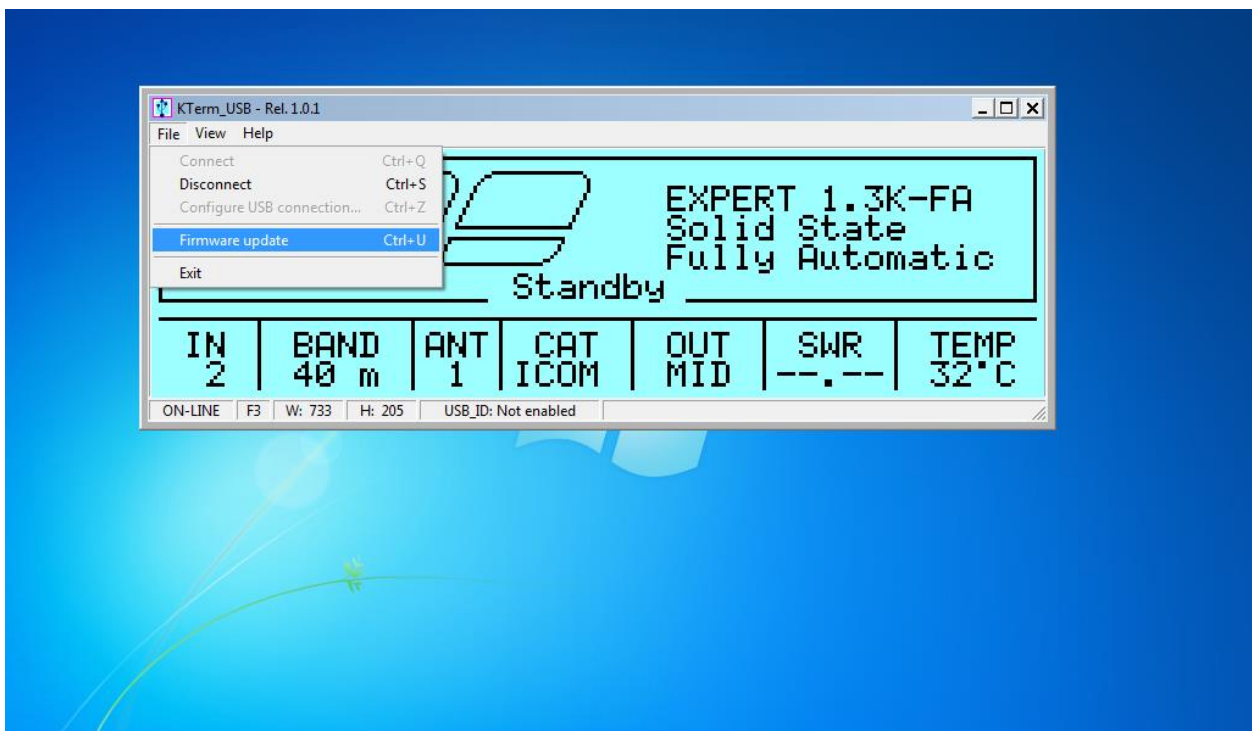 KTerm_USB - Rel. 1.0.1
File View Help
Connect Ctrl+Q
Disconnect Ctrl+S
Configure USB connection... Ctrl+Z
Firmware update Ctrl+U
Exit
EXPERT 1.3K-FA
Solid State
Fully Automatic
Standby
IN BAND ANT CAT OUT SWR TEMP
2 40 m 1 ICOM MID --.-- 32°C
ON-LINE F3 W: 733 H: 205 USB_ID: Not enabled